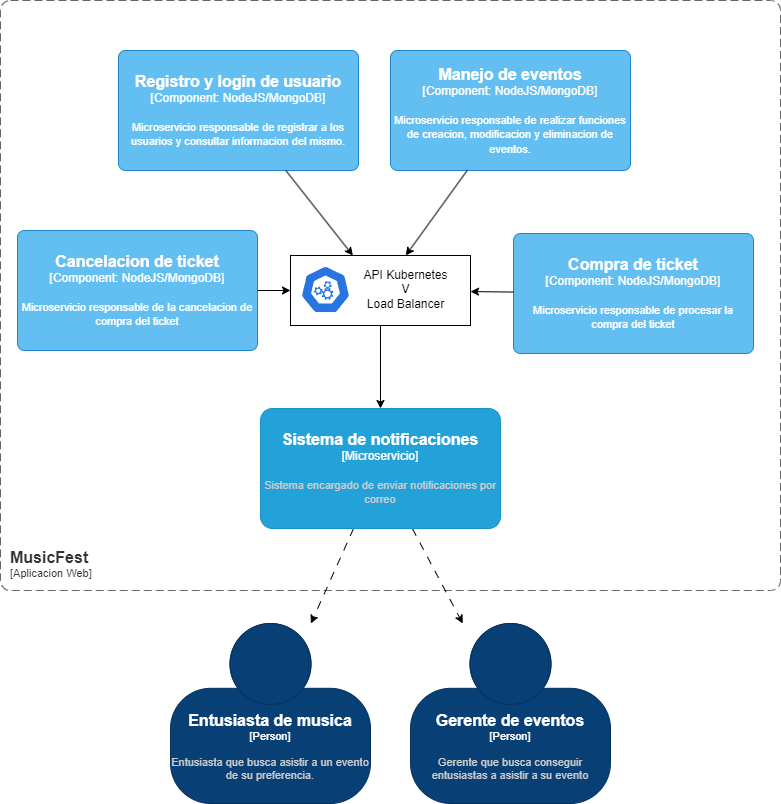 Registro y login de usuario
[Component: NodeJS/MongoDB]
Microservicio responsable de registrar a los
usuarios y consultar informacion del mismo.
Manejo de eventos
[Component: NodeJS/MongoDB]
Microservicio responsable de realizar funciones
de creacion, modificacion y eliminacion de
eventos.
Cancelacion de ticket
[Component: NodeJS/MongoDB]
Microservicio responsable de la cancelacion de
compra del ticket
API Kubernetes
V
Load Balancer
Compra de ticket
[Component: NodeJS/MongoDB]
Microservicio responsable de procesar la
compra del ticket
Sistema de notificaciones
[Microservicio]
Sistema encargado de enviar notificaciones por
correo
MusicFest
[Aplicacion Web]
Entusiasta de musica
[Person]
Entusiasta que busca asistir a un evento
de su preferencia.
Gerente de eventos
[Person]
Gerente que busca conseguir
entusiastas a asistir a su evento